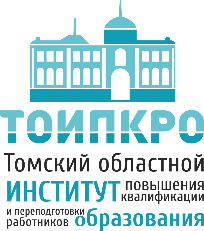 ТОИПКРО
Томский областной
ИНСТИТУТ повышения квалификации
и переподготовки работников образования